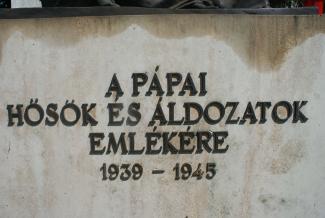 A PÁPAI
HŐSÖK ÉS ÁLDOZATOK
EMLÉKÉRE
1939 - 1945